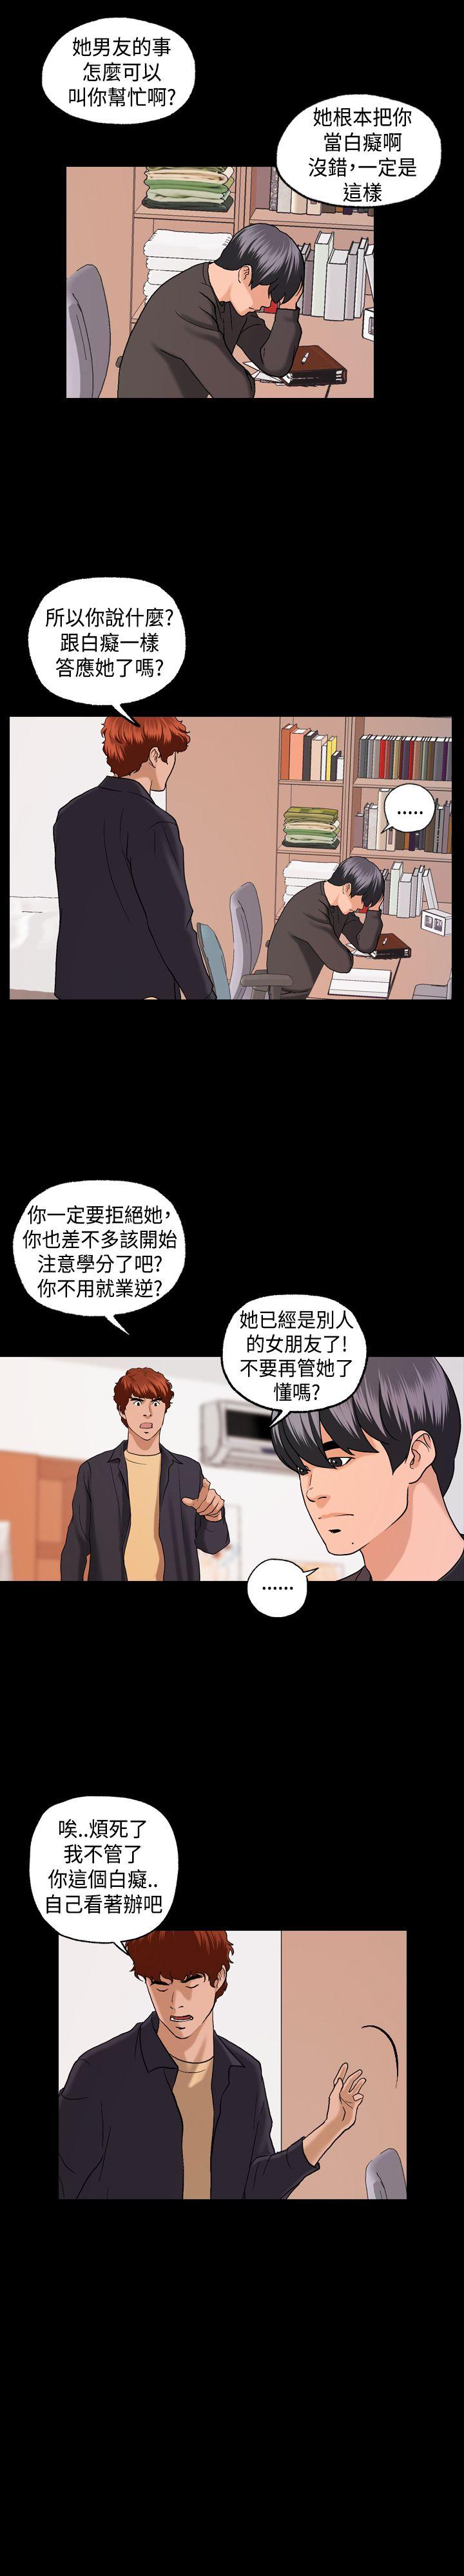 她男友的事
怎麼可以
叫你幫忙啊?
她根本把你
當白癡啊
沒錯,一定是
這樣
所以你說什麼?
跟白癡一樣
答應她了嗎?
.....
你一定要拒絕她,
你也差不多該開始
注意學分了吧?
你不用就業逆?
她已經是別人
的女朋友了!
不要再管她了
懂嗎?
......
唉..煩死了
我不管了
你這個白癡..
自己看著辦吧